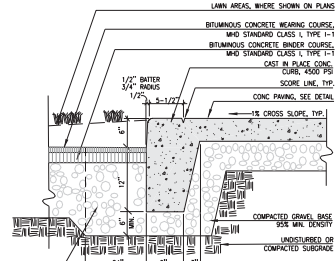 LAWN AREAS, WHERE SHOWN ON PLANS
BITUMINOUS CONCRETE WEARING COURSE,
MHD STANDARD CLASS I, TYPE I-1
BITUMINOUS CONCRETE BINDER COURSE,
MHD STANDARD CLASS I, TYPE I-1
CAST IN PLACE CONC.
CURB, 4500 PSI
1/2" BATTER
3/4" RADIUS
SCORE LINE, TYP.
1/2"
5-1/2"
CONC PAVING, SEE DETAIL
1% CROSS SLOPE, TYP.
6"
12"
6"
MIN.
COMPACTED GRAVEL BASE
95% MIN. DENSITY
UNDISTURBED OR
COMPACTED SUBGRADE